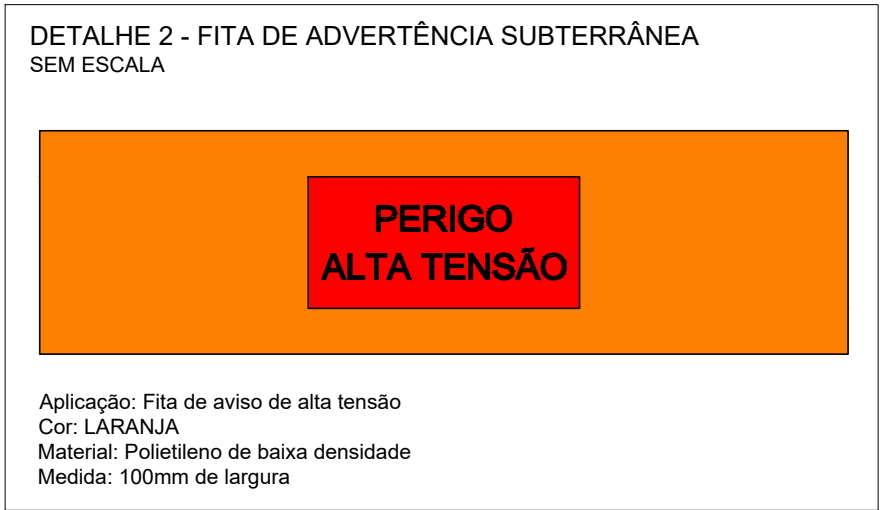 DETALHE 2 - FITA DE ADVERTÊNCIA SUBTERRÂNEA
SEM ESCALA
PERIGO
ALTA TENSÃO
Aplicação: Fita de aviso de alta tensão
Cor: LARANJA
Material: Polietileno de baixa densidade
Medida: 100mm de largura